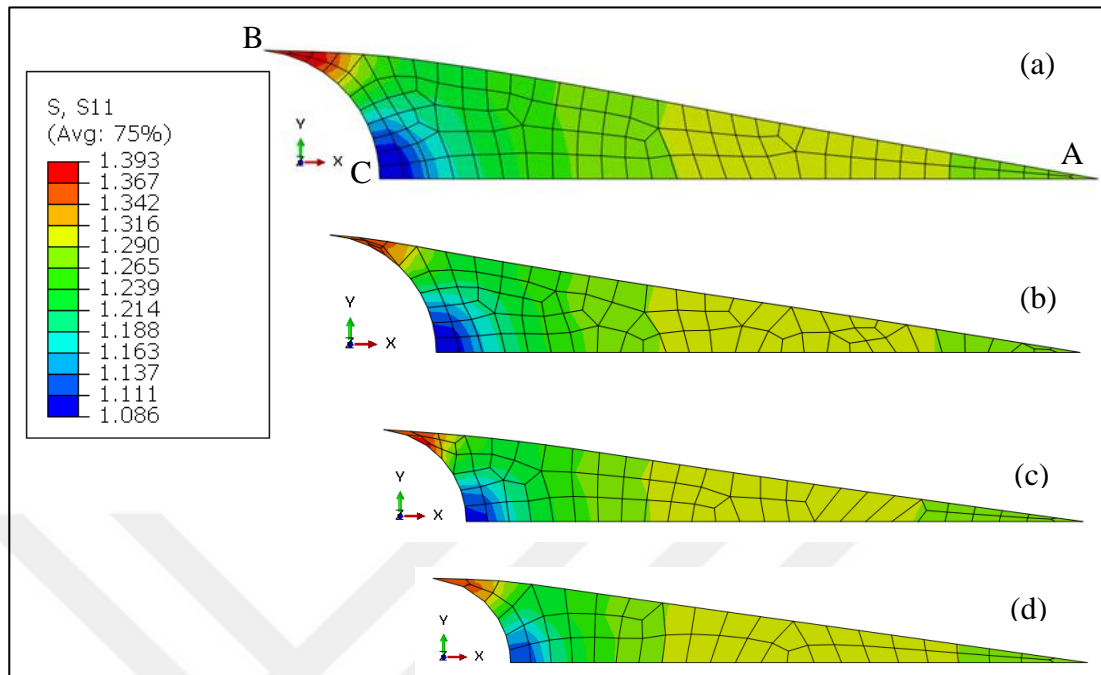 B
(a)
S, S11
(Avg: 75%)
1.393
1.367
1.342
1.316
1.290
1.265
1.239
1.214
1.188
1.163
1.137
1.111
1.086
Y
Z
X
C
A
(b)
Y
Z
X
(c)
Y
Z
X
(d)
Y
Z
X